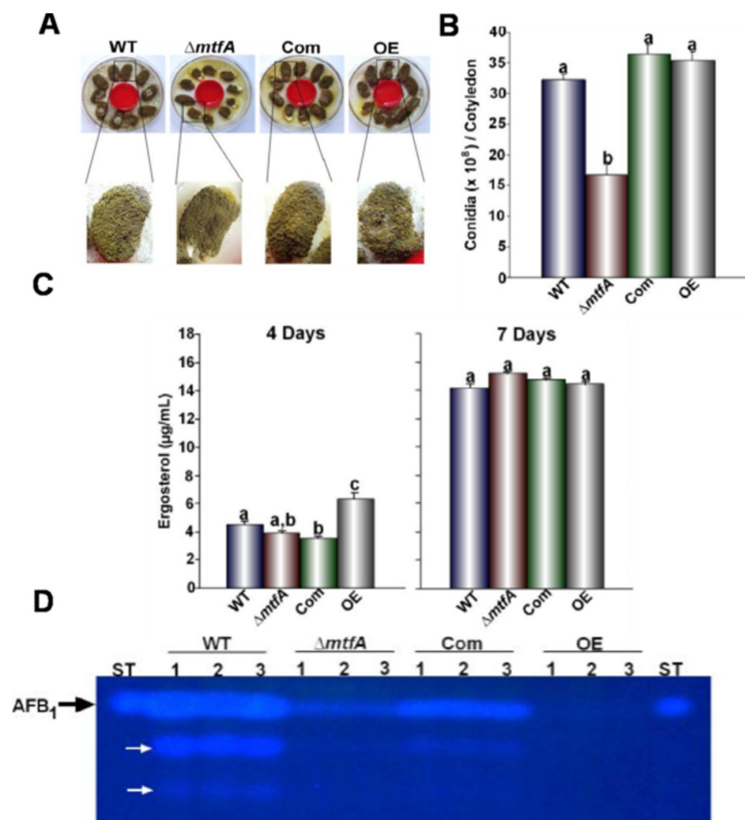 A
WT ΔmtfA Com OE
B
Conidia (x 10⁸) / Cotyledon
40
35
30
25
20
15
10
5
0
a
b
a
a
WT ΔmtfA Com OE
C
4 Days
7 Days
Ergosterol (µg/mL)
18
16
14
12
10
8
6
4
2
0
a a,b b c
a a a a
WT ΔmtfA Com OE
WT ΔmtfA Com OE
D
WT ΔmtfA Com OE
ST 1 2 3 1 2 3 1 2 3 1 2 3 ST
AFB₁